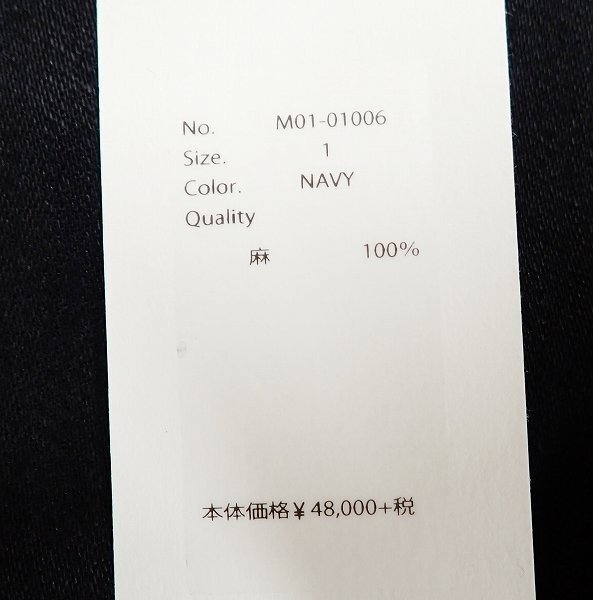 No. M01-01006
Size. 1
Color. NAVY
Quality
麻 100%
本体価格¥48,000+税